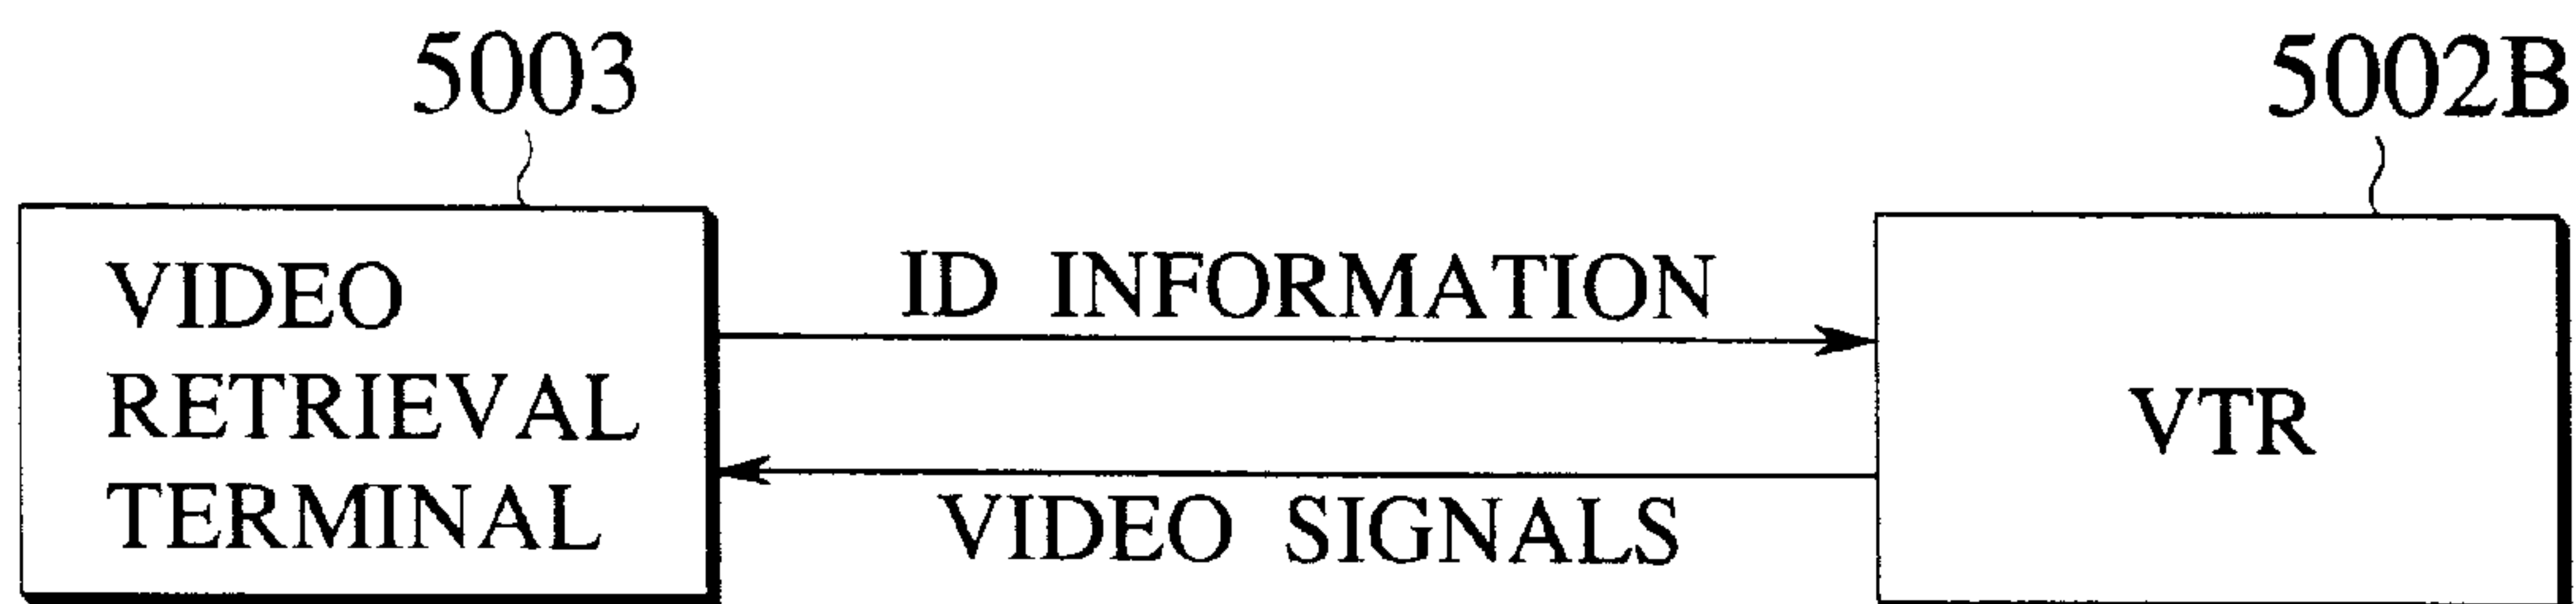 5003
5002B
VIDEO
RETRIEVAL
TERMINAL
ID INFORMATION
VIDEO SIGNALS
VTR